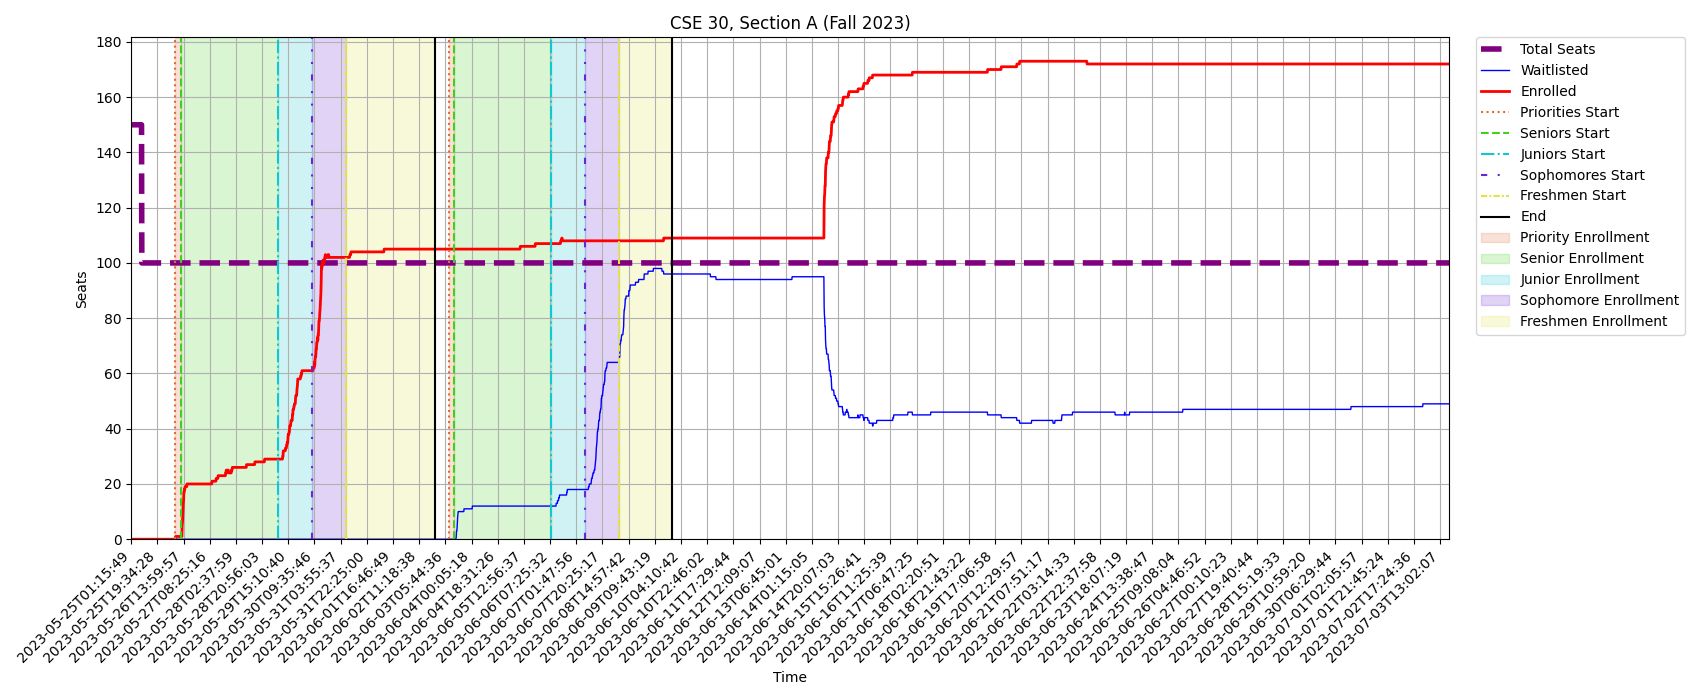 CSE 30, Section A (Fall 2023)
180
160
140
120
100
80
60
40
20
0
Seats
2023-05-25T01:15:49
2023-05-25T19:34:28
2023-05-26T13:59:57
2023-05-27T08:25:16
2023-05-28T02:37:59
2023-05-28T20:56:03
2023-05-29T15:10:40
2023-05-30T09:35:46
2023-05-31T03:55:37
2023-05-31T22:25:00
2023-06-01T16:46:49
2023-06-02T11:18:38
2023-06-03T05:44:36
2023-06-04T00:05:18
2023-06-04T18:31:26
2023-06-05T12:56:37
2023-06-06T07:25:32
2023-06-07T01:47:56
2023-06-07T20:25:17
2023-06-08T14:57:42
2023-06-09T09:43:19
2023-06-10T04:10:42
2023-06-10T22:46:02
2023-06-11T17:29:44
2023-06-12T12:09:07
2023-06-13T06:45:01
2023-06-14T01:15:05
2023-06-14T20:07:03
2023-06-15T15:26:41
2023-06-16T11:25:39
2023-06-17T06:47:25
2023-06-18T02:20:51
2023-06-18T21:43:22
2023-06-19T17:06:58
2023-06-20T12:29:57
2023-06-21T07:51:17
2023-06-22T03:14:33
2023-06-22T22:37:58
2023-06-23T18:07:19
2023-06-24T13:38:47
2023-06-25T09:08:04
2023-06-26T04:46:52
2023-06-27T00:10:23
2023-06-27T19:40:44
2023-06-28T15:19:33
2023-06-29T10:59:20
2023-06-30T06:29:44
2023-07-01T02:05:57
2023-07-01T21:45:24
2023-07-02T17:24:36
2023-07-03T13:02:07
Time
Total Seats
Waitlisted
Enrolled
Priorities Start
Seniors Start
Juniors Start
Sophomores Start
Freshmen Start
End
Priority Enrollment
Senior Enrollment
Junior Enrollment
Sophomore Enrollment
Freshmen Enrollment